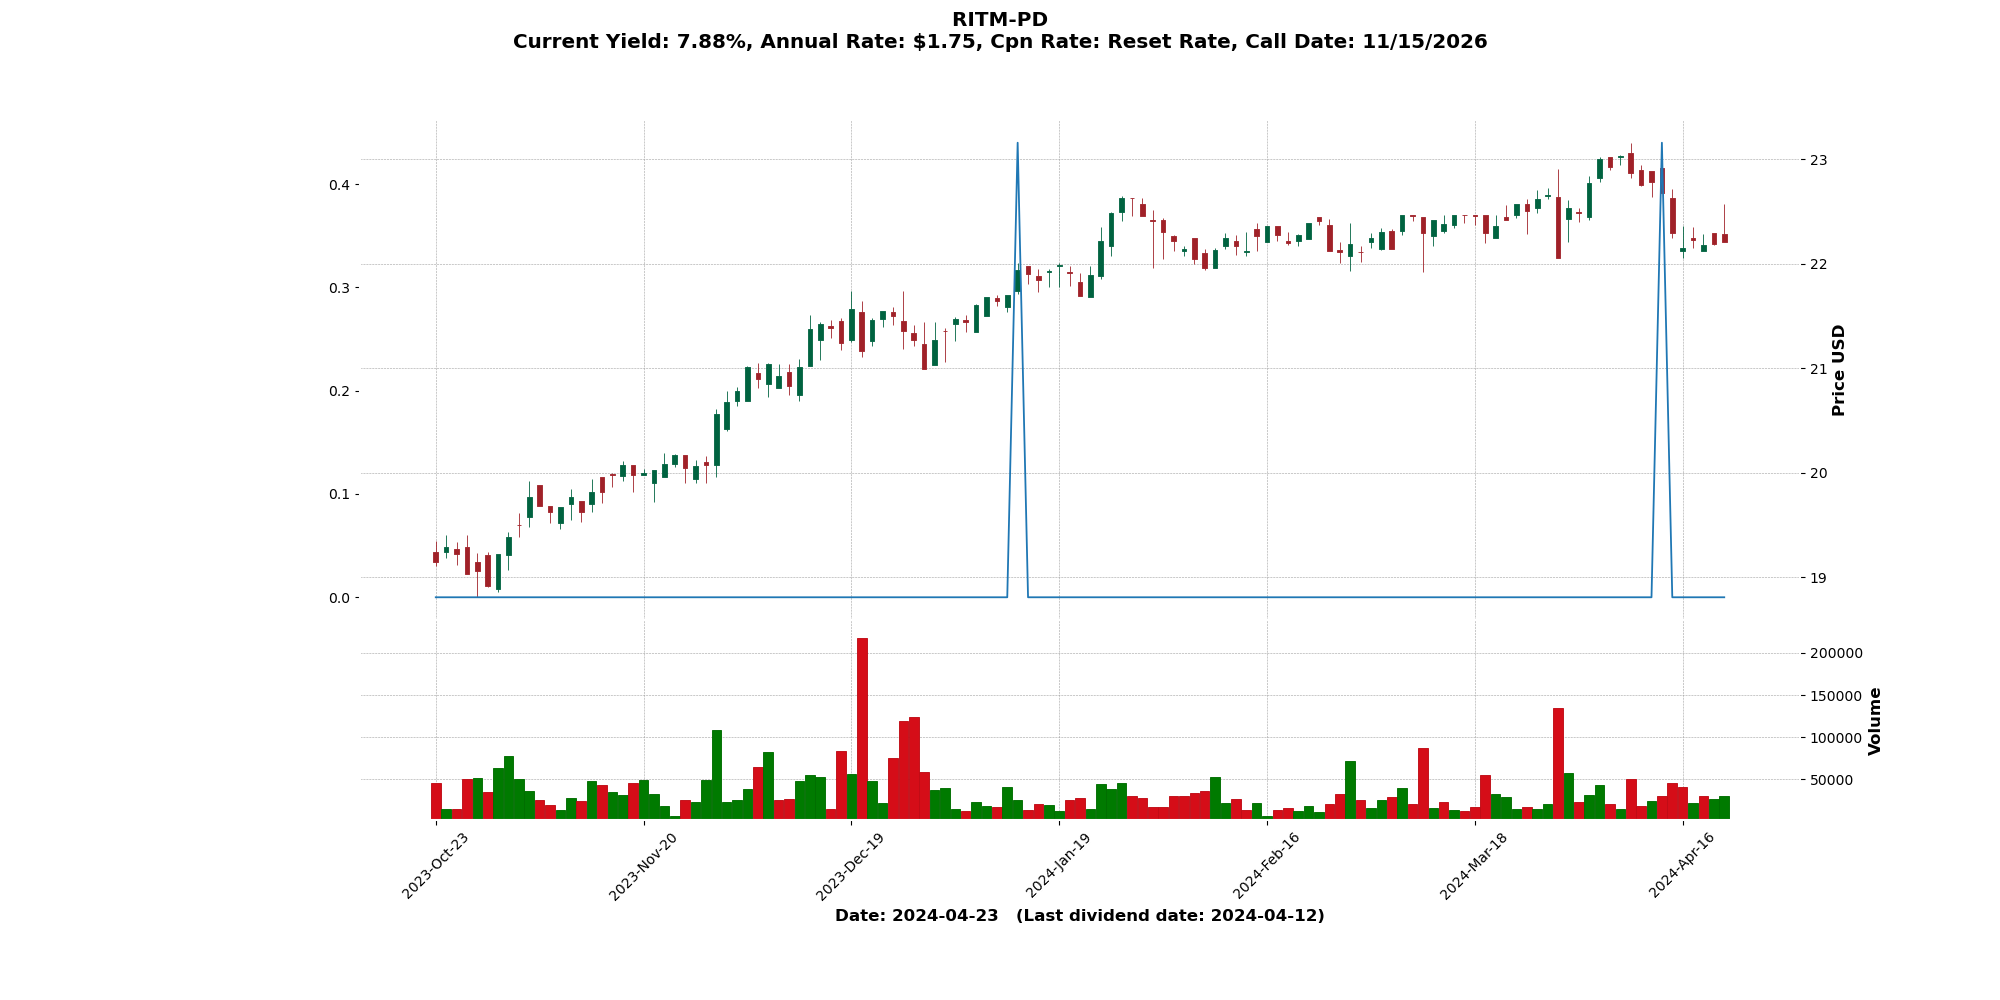 RITM-PD
Current Yield: 7.88%, Annual Rate: $1.75, Cpn Rate: Reset Rate, Call Date: 11/15/2026
0.4
0.3
0.2
0.1
0.0
23
22
21
20
19
Price USD
200000
150000
100000
50000
Volume
2023-Oct-23
2023-Nov-20
2023-Dec-19
2024-Jan-19
2024-Feb-16
2024-Mar-18
2024-Apr-16
Date: 2024-04-23 (Last dividend date: 2024-04-12)